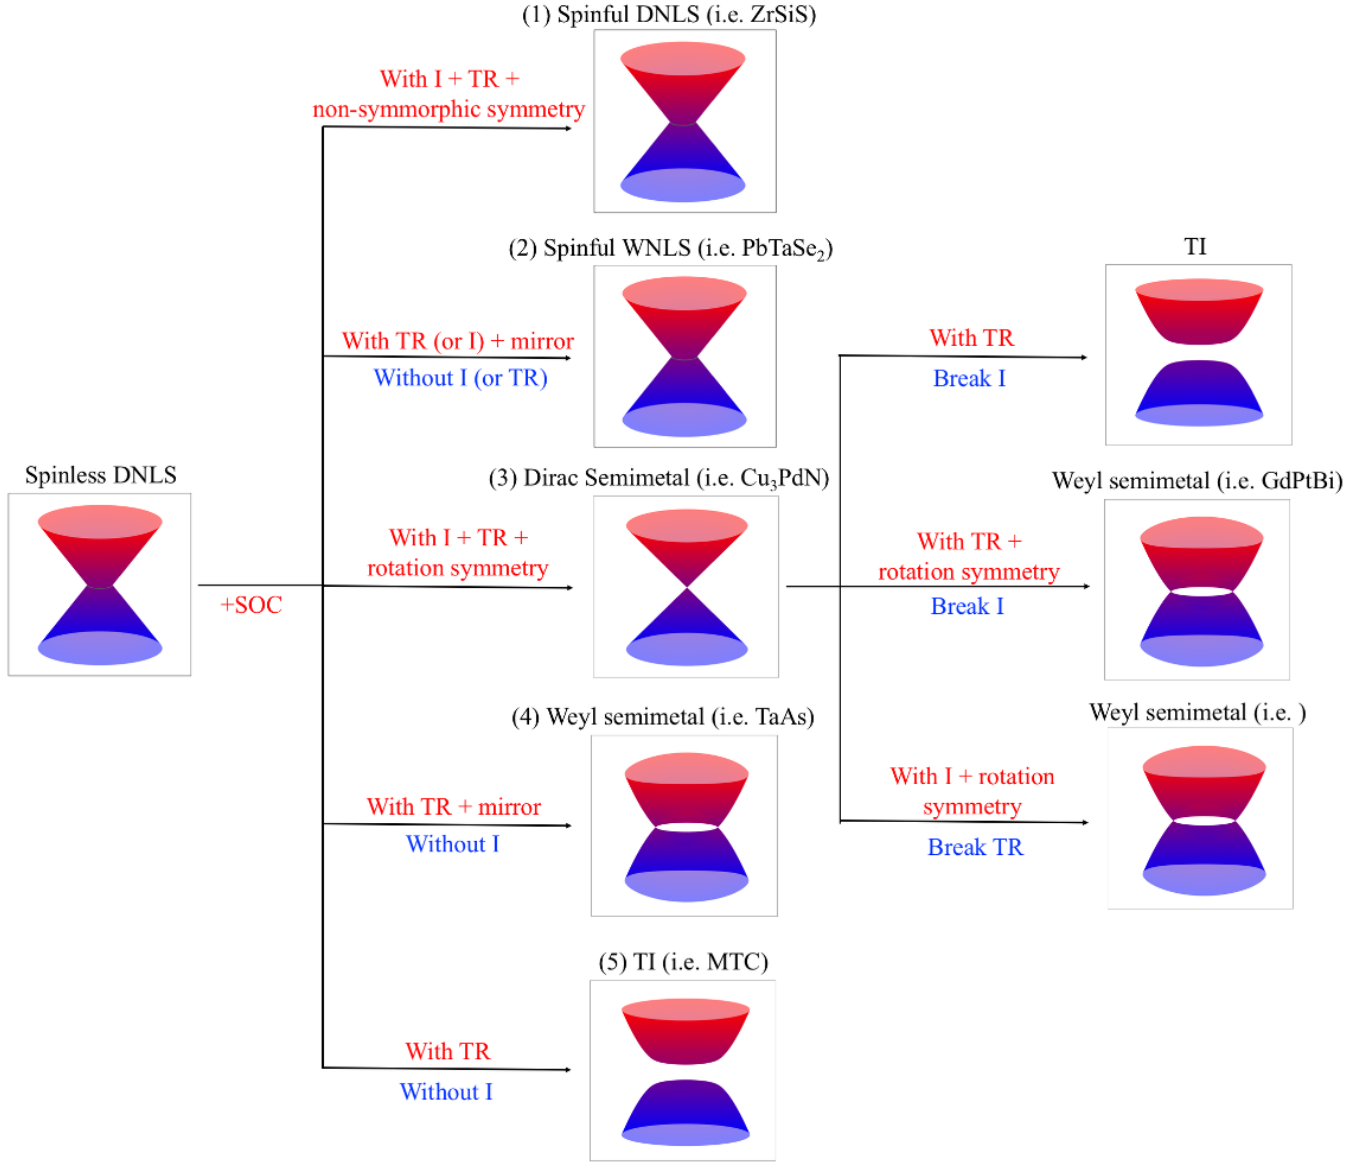 (1) Spinful DNLS (i.e. ZrSiS)
With I + TR +
non-symmorphic symmetry
(2) Spinful WNLS (i.e. PbTaSe₂)
With TR (or I) + mirror
Without I (or TR)
TI
With TR
Break I
Spinless DNLS
+SOC
(3) Dirac Semimetal (i.e. Cu₃PdN)
With I + TR +
rotation symmetry
Weyl semimetal (i.e. GdPtBi)
With TR +
rotation symmetry
Break I
(4) Weyl semimetal (i.e. TaAs)
With TR + mirror
Without I
Weyl semimetal (i.e. )
With I + rotation
symmetry
Break TR
(5) TI (i.e. MTC)
With TR
Without I